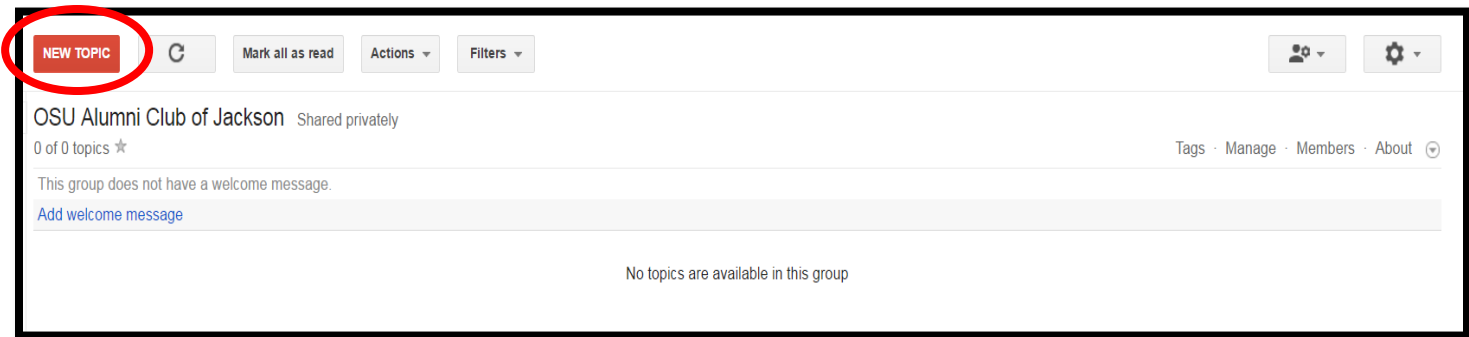 NEW TOPIC Mark all as read Actions Filters
OSU Alumni Club of Jackson Shared privately
0 of 0 topics Tags · Manage · Members · About
This group does not have a welcome message.
Add welcome message
No topics are available in this group